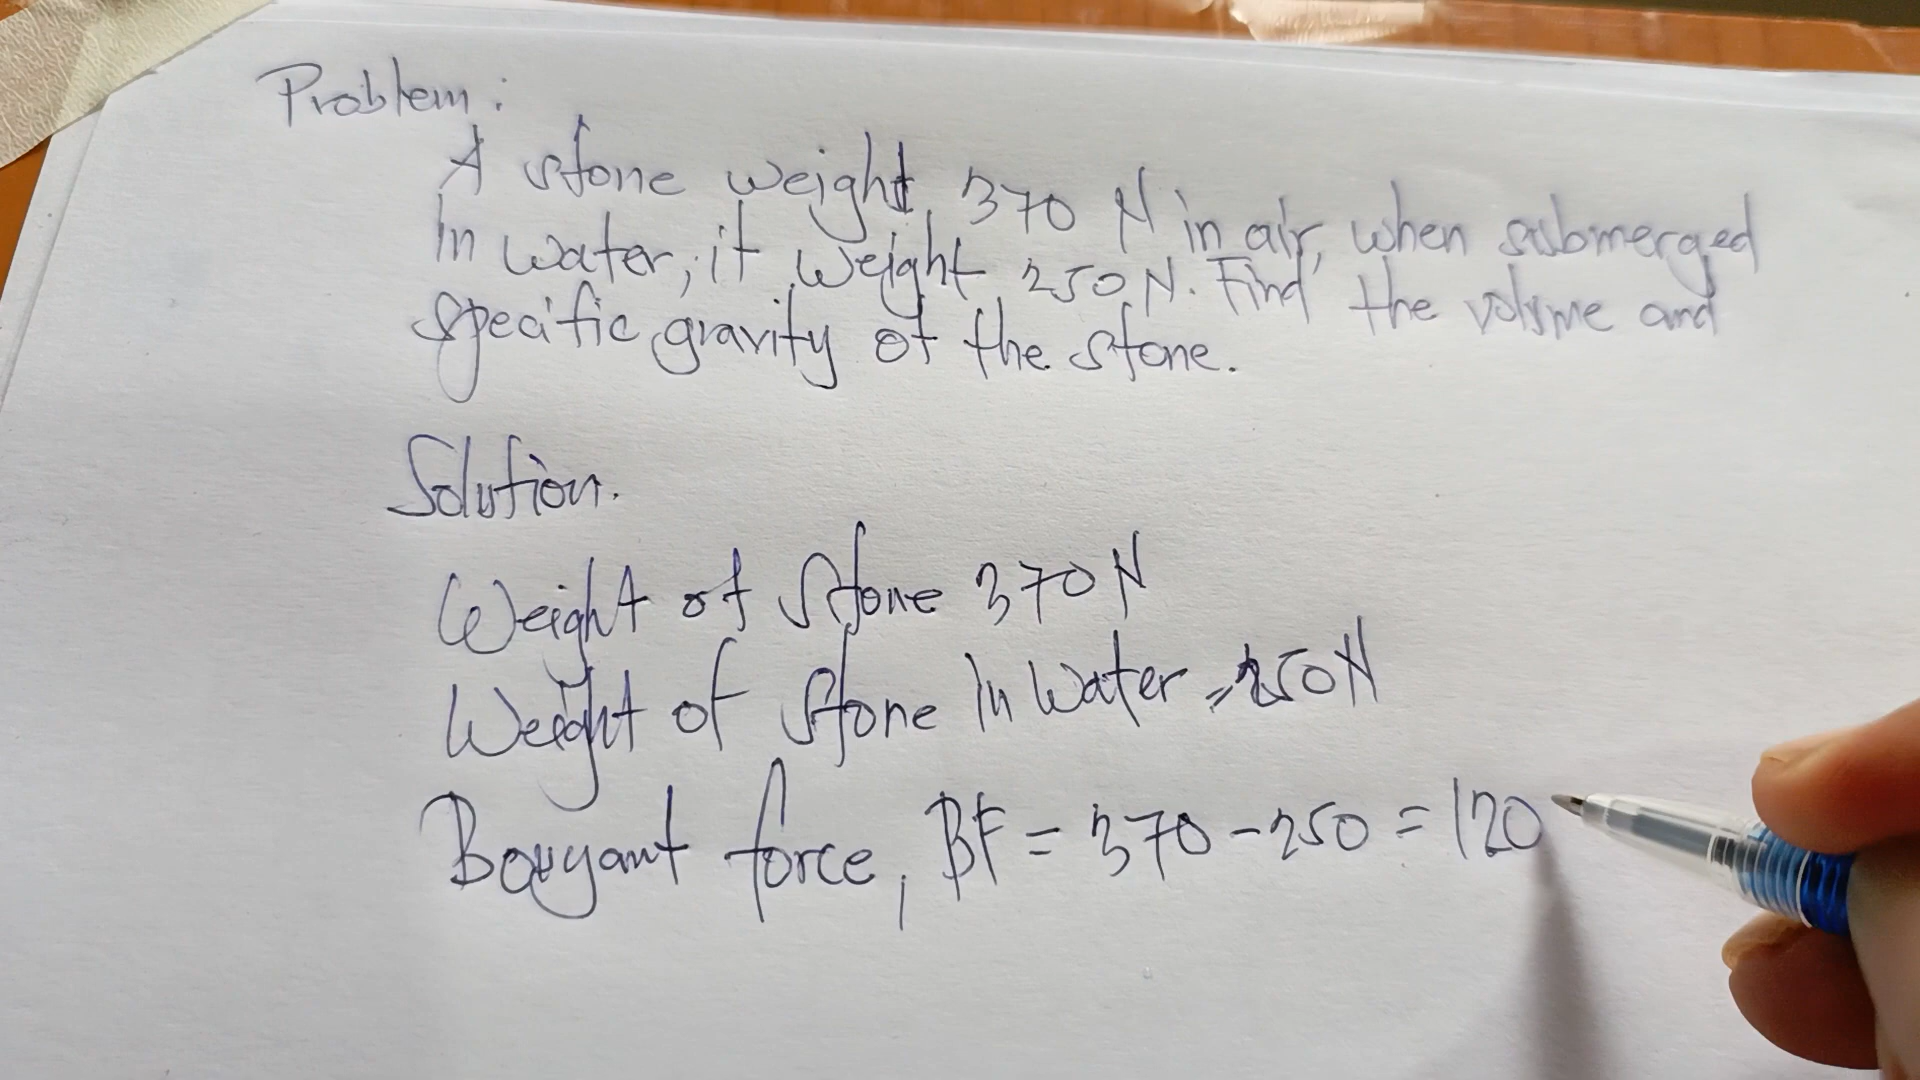 Problem:
A stone weight 370 N in air, when submerged
in water, it weight 250 N. Find the volume and
specific gravity of the stone.
Solution.
Weight of stone 370 N
Weight of stone in water = 250 N
Bouyant force, BF = 370 - 250 = 120